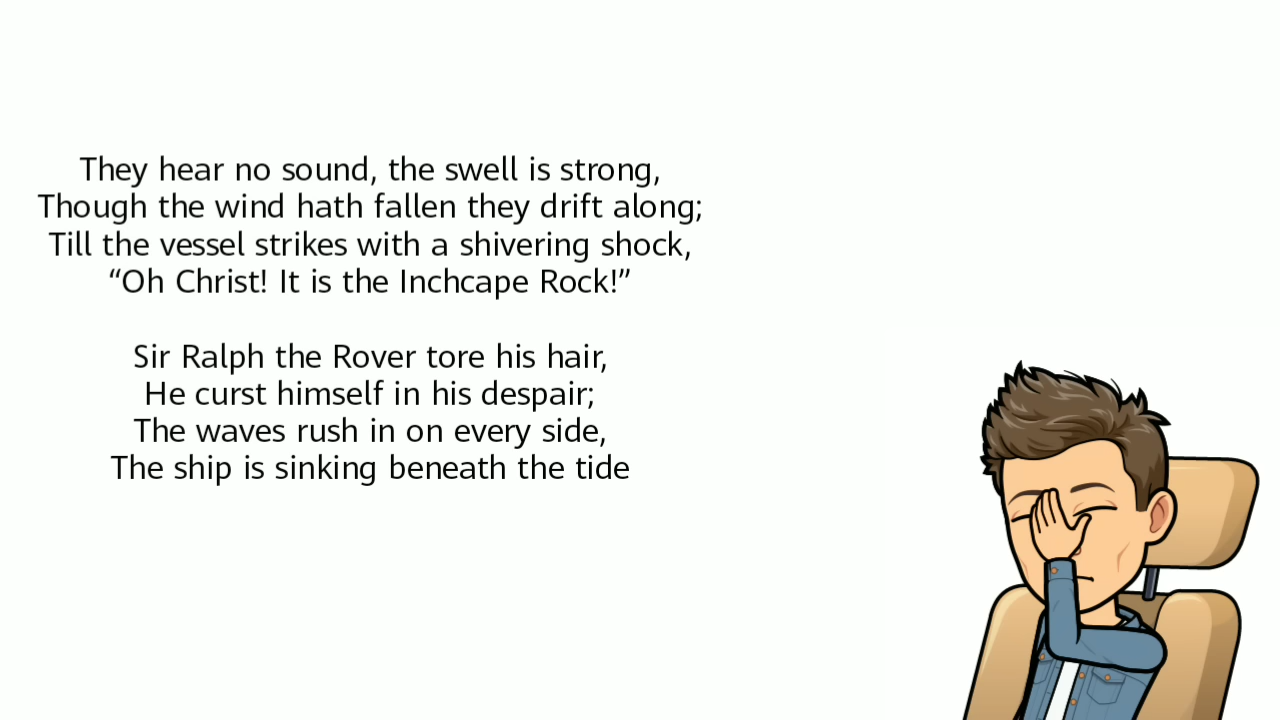 They hear no sound, the swell is strong,
Though the wind hath fallen they drift along;
Till the vessel strikes with a shivering shock,
“Oh Christ! It is the Inchcape Rock!”
Sir Ralph the Rover tore his hair,
He curst himself in his despair;
The waves rush in on every side,
The ship is sinking beneath the tide